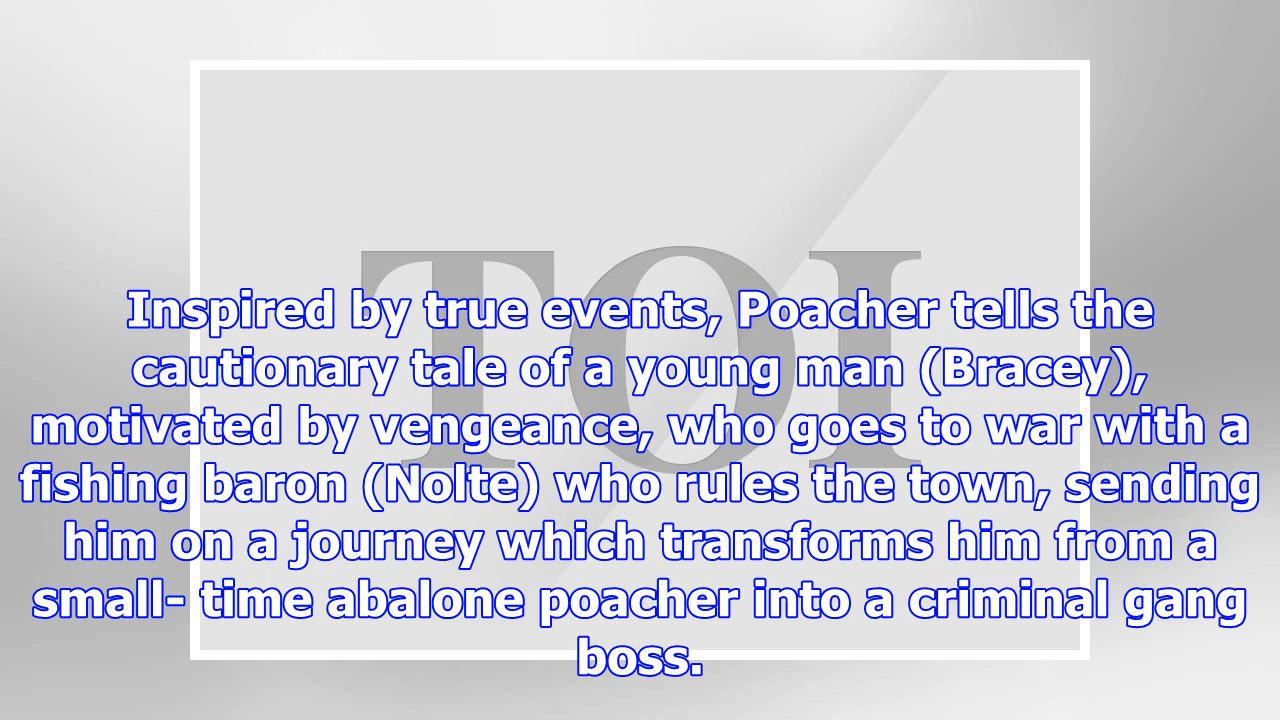 TOI
Inspired by true events, Poacher tells the
cautionary tale of a young man (Bracey),
motivated by vengeance, who goes to war with a
fishing baron (Nolte) who rules the town, sending
him on a journey which transforms him from a
small- time abalone poacher into a criminal gang
boss.